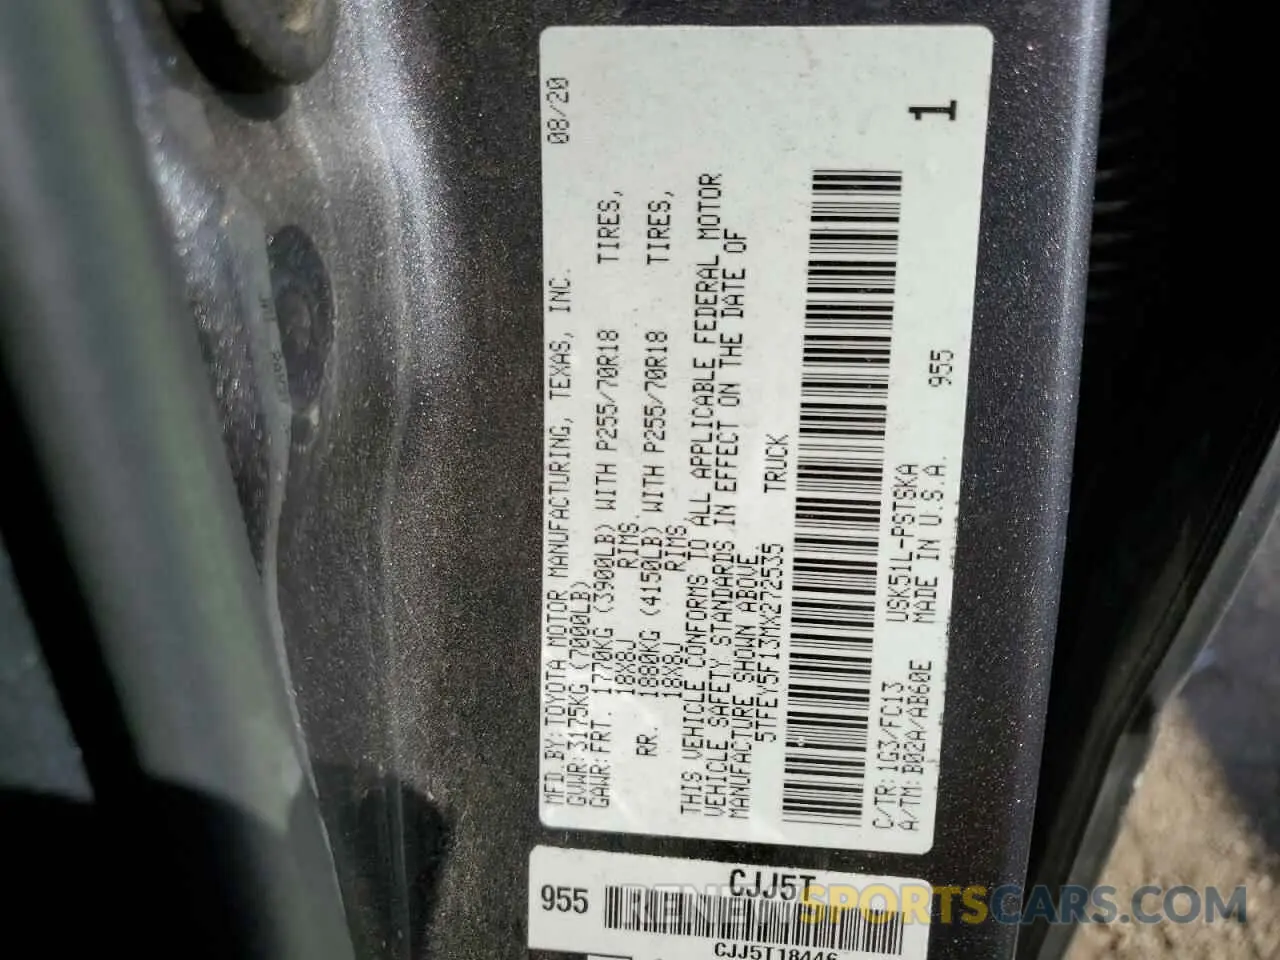 MFD.BY:TOYOTA MOTOR MANUFACTURING, TEXAS, INC. 08/20
GVWR:3175KG (7000LB)
GAWR:FRT. 1770KG (3900LB) WITH P255/70R18 TIRES,
18X8J RIMS,
RR. 1880KG (4150LB) WITH P255/70R18 TIRES,
18X8J RIMS,
THIS VEHICLE CONFORMS TO ALL APPLICABLE FEDERAL MOTOR
VEHICLE SAFETY STANDARDS IN EFFECT ON THE DATE OF
MANUFACTURE SHOWN ABOVE.
5TFEY5F13MX272535 TRUCK
C/TR:1G3/FC13 USK51L-PSTSKA 955
A/TM:B02A/AB60E MADE IN U.S.A.
1
CJJ5T
955
CJJ5T18446
RENEWSPORTSCARS.COM